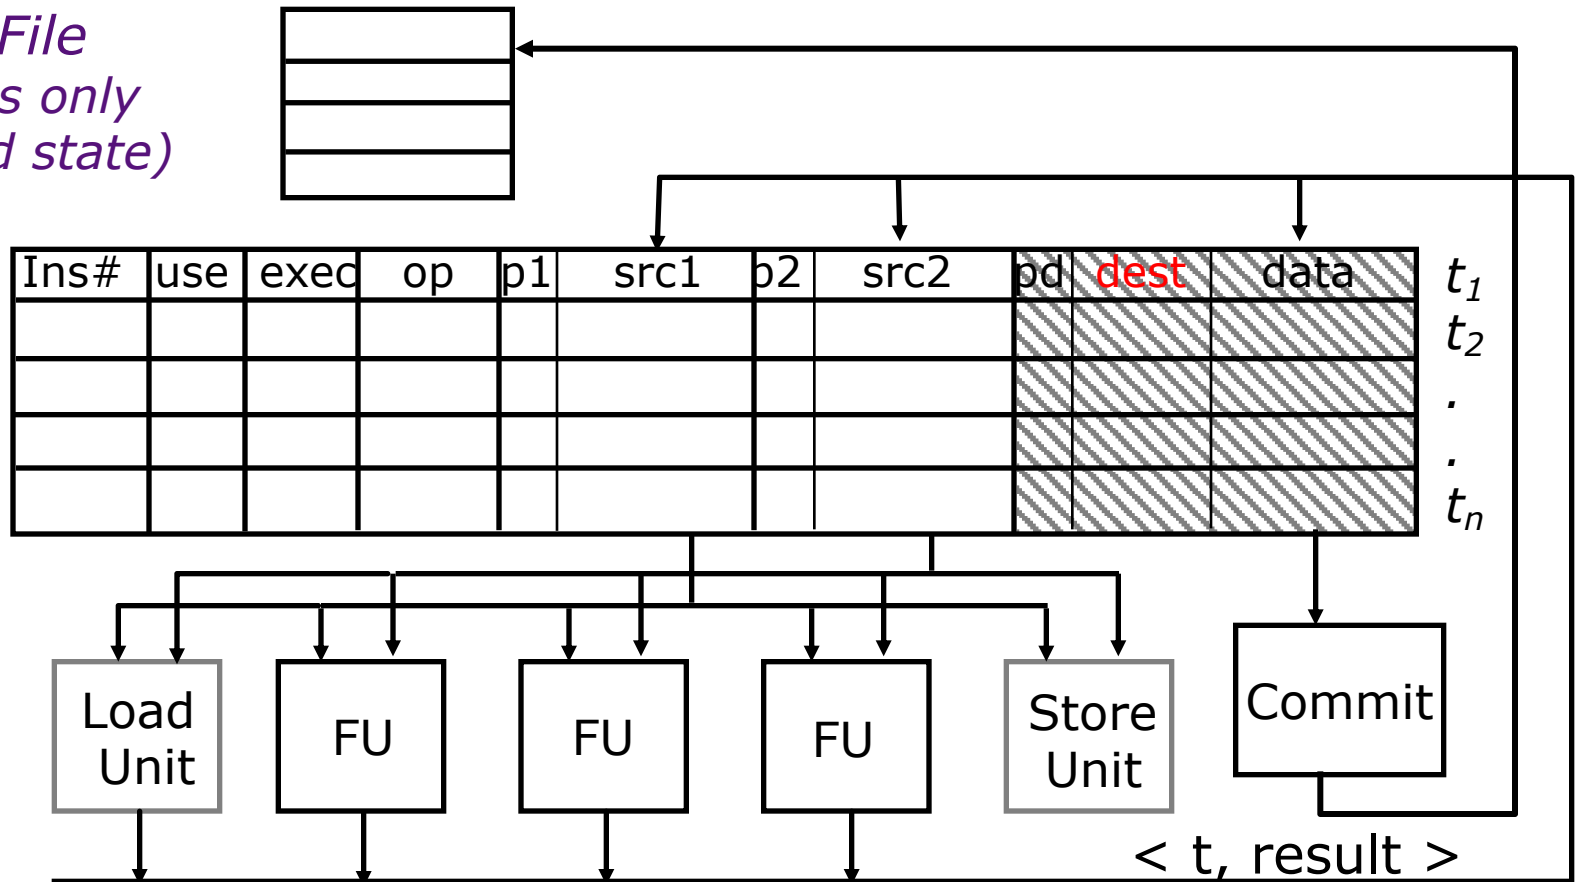 File
s only
d state)
Ins# use exec op p1 src1 p2 src2 pd dest data t1
t2
.
.
tn
Load Unit
FU
FU
FU
Store Unit
Commit
< t, result >